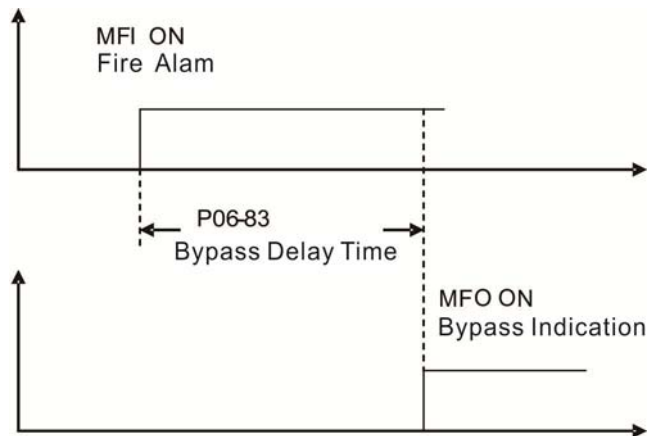 MFI ON
Fire Alam
P06-83
Bypass Delay Time
MFO ON
Bypass Indication